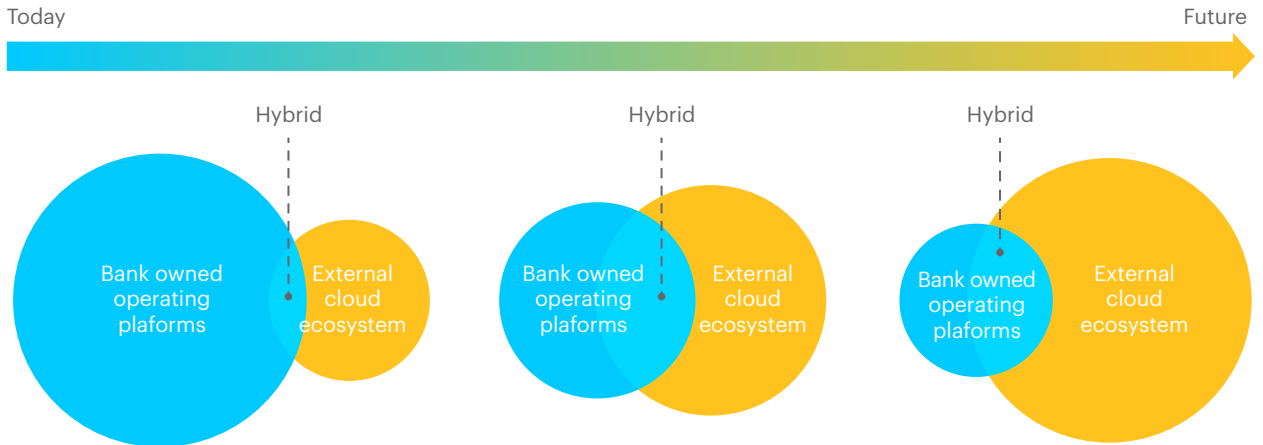 Today
Future
Hybrid
Hybrid
Hybrid
Bank owned
operating
plaforms
External
cloud
ecosystem
Bank owned
operating
plaforms
External
cloud
ecosystem
Bank owned
operating
plaforms
External
cloud
ecosystem